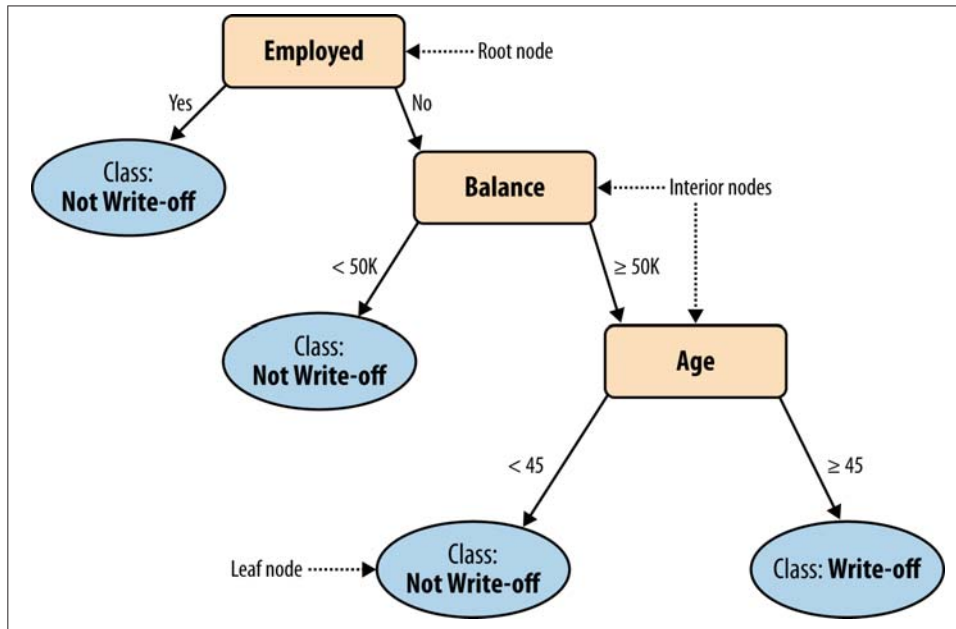 Employed
Root node
Yes
No
Class:
Not Write-off
Balance
Interior nodes
< 50K
≥ 50K
Class:
Not Write-off
Age
< 45
≥ 45
Leaf node
Class:
Not Write-off
Class: Write-off